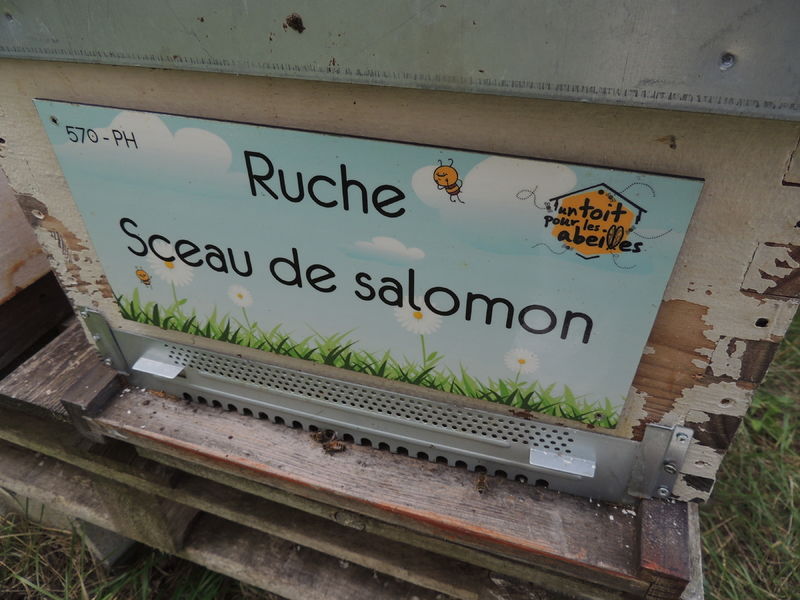 570-PH
Ruche
Sceau de salomon
un toit
pour les
abeilles